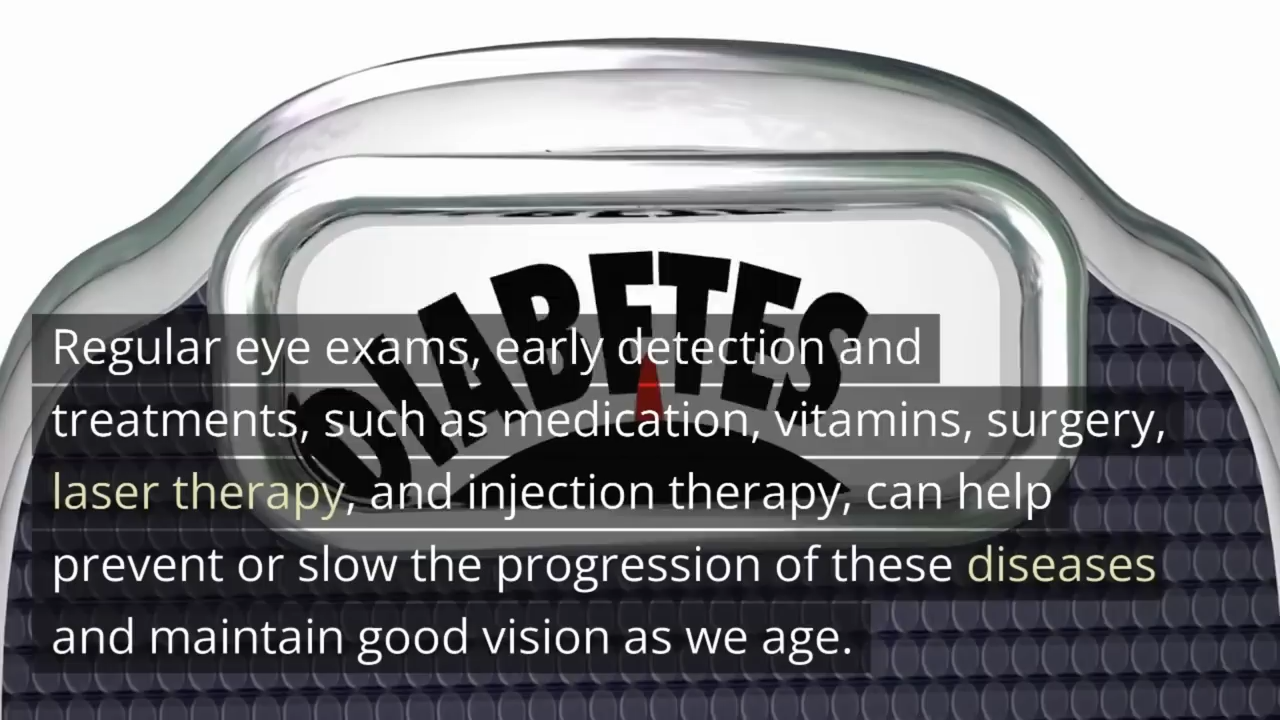 DIABETES
Regular eye exams, early detection and
treatments, such as medication, vitamins, surgery,
laser therapy, and injection therapy, can help
prevent or slow the progression of these diseases
and maintain good vision as we age.